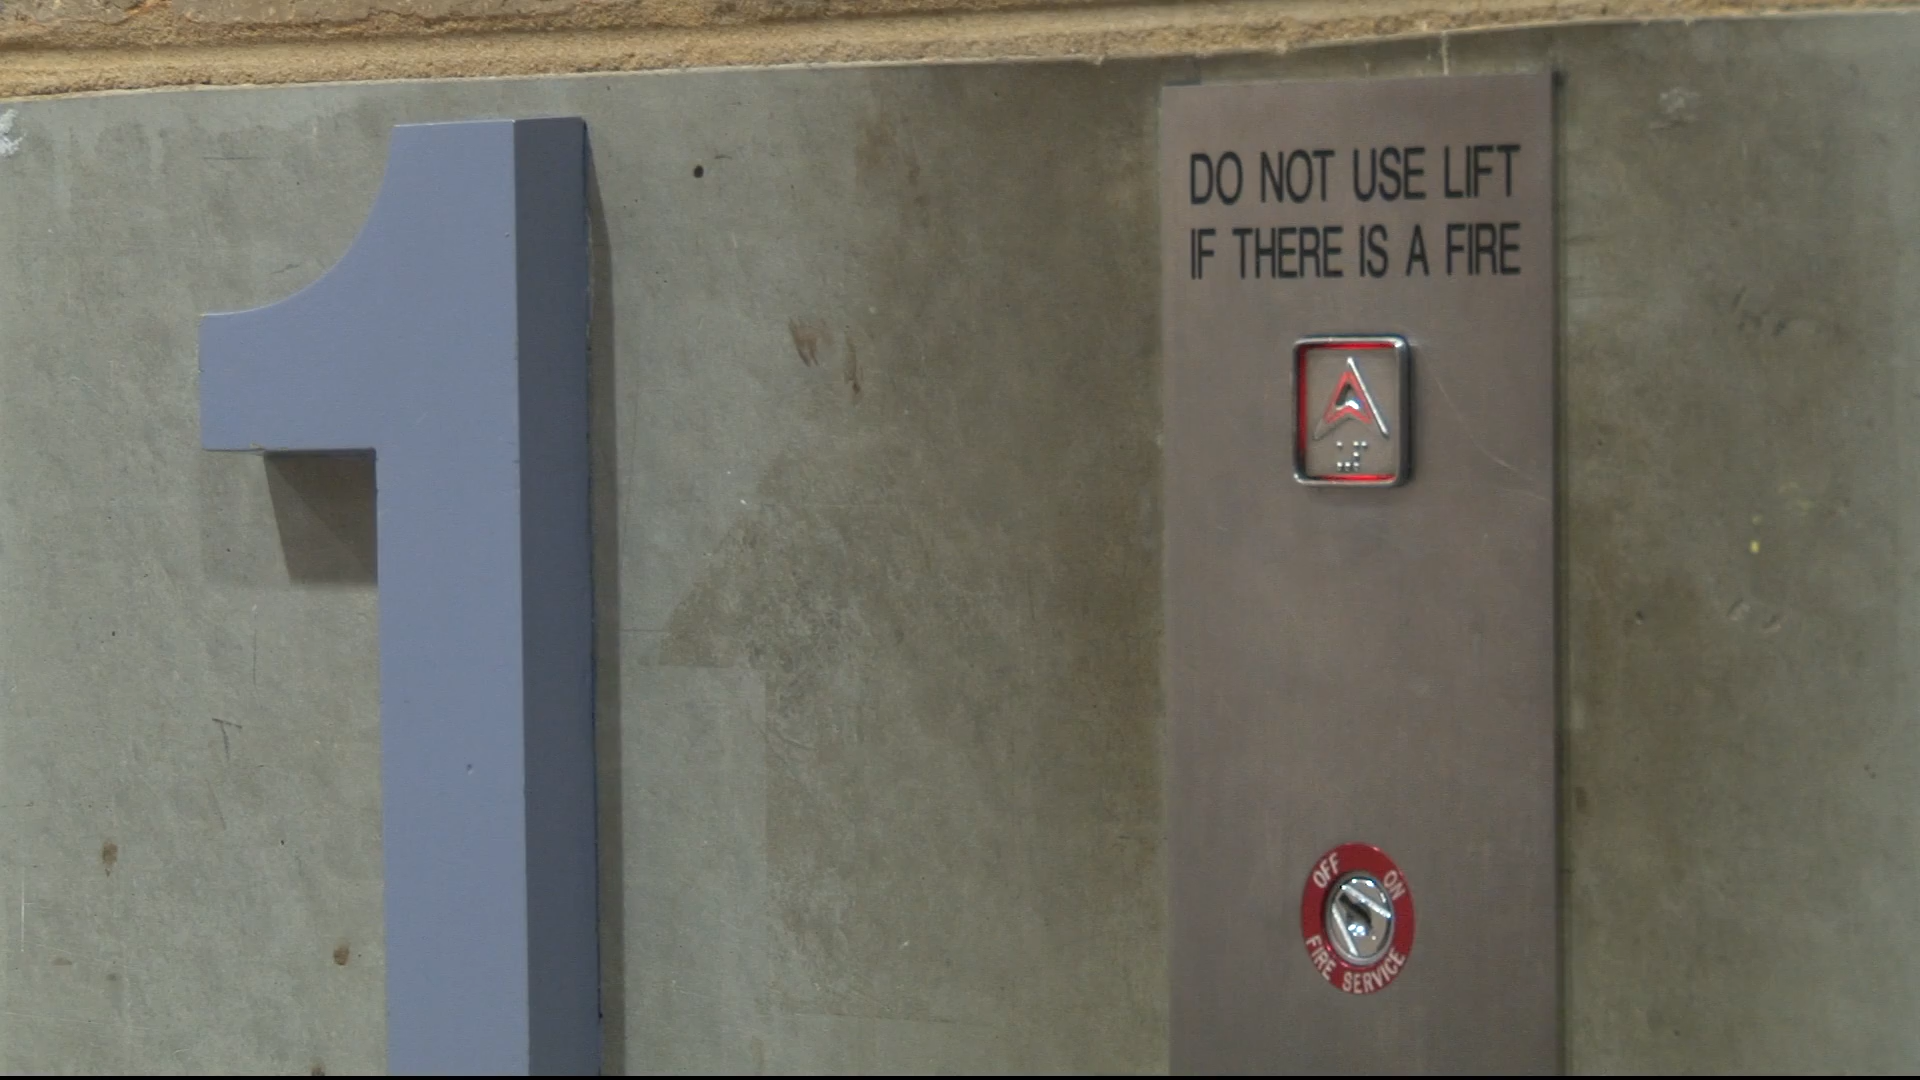 1
DO NOT USE LIFT
IF THERE IS A FIRE
OFF ON
FIRE SERVICE